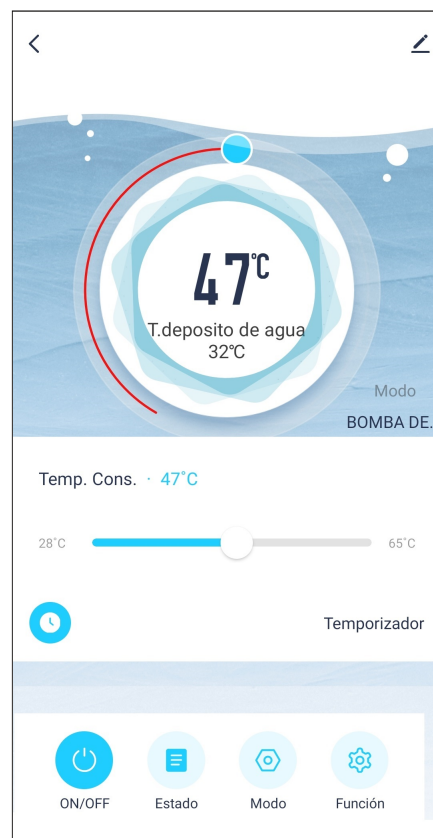 47°C
T.deposito de agua
32°C
Modo
BOMBA DE.
Temp. Cons. · 47°C
28°C 65°C
Temporizador
ON/OFF Estado Modo Función